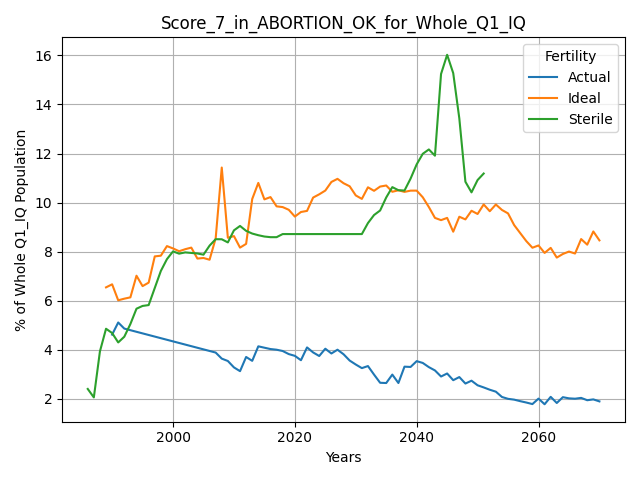 Score_7_in_ABORTION_OK_for_Whole_Q1_IQ
% of Whole Q1_IQ Population
16
14
12
10
8
6
4
2
Fertility
Actual
Ideal
Sterile
2000
2020
2040
2060
Years